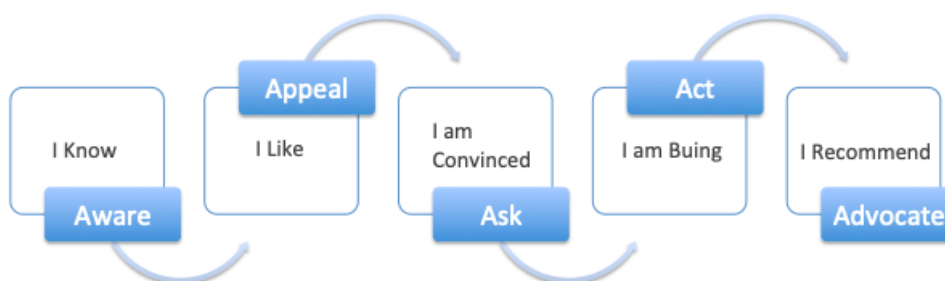 I Know
Aware
Appeal
I Like
I am
Convinced
Ask
Act
I am Buing
I Recommend
Advocate